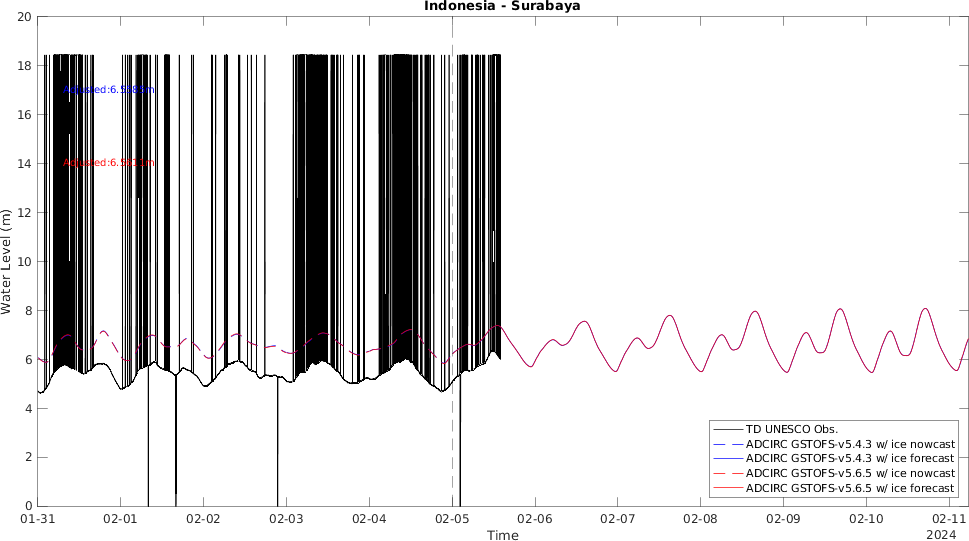 Indonesia - Surabaya
20
18
16
14
12
10
8
6
4
2
0
Water Level (m)
TD UNESCO Obs.
ADCIRC GSTOFS-v5.4.3 w/ ice nowcast
ADCIRC GSTOFS-v5.4.3 w/ ice forecast
ADCIRC GSTOFS-v5.6.5 w/ ice nowcast
ADCIRC GSTOFS-v5.6.5 w/ ice forecast
01-31 02-01 02-02 02-03 02-04 02-05 02-06 02-07 02-08 02-09 02-10 02-11
Time
2024